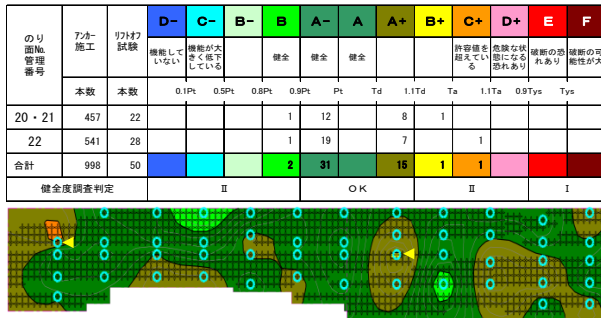 のり
面No.
管理
番号
アンカー
施工
リフトオフ
試験
D- C- B- B A- A A+ B+ C+ D+ E F
機能して
いない
機能が大
きく低下
している
健全 健全 健全
許容値を
超えてい
る
危険な状
態になる
恐れあり
破断の恐
れあり
破断の可
能性が大
本数 本数 0.1Pt 0.5Pt 0.8Pt 0.9Pt Pt Td 1.1Td Ta 1.1Ta 0.9Tys Tys
20・21 457 22 1 12 8 1
22 541 28 1 19 7 1
合計 998 50 2 31 15 1 1
健全度調査判定 II OK II I